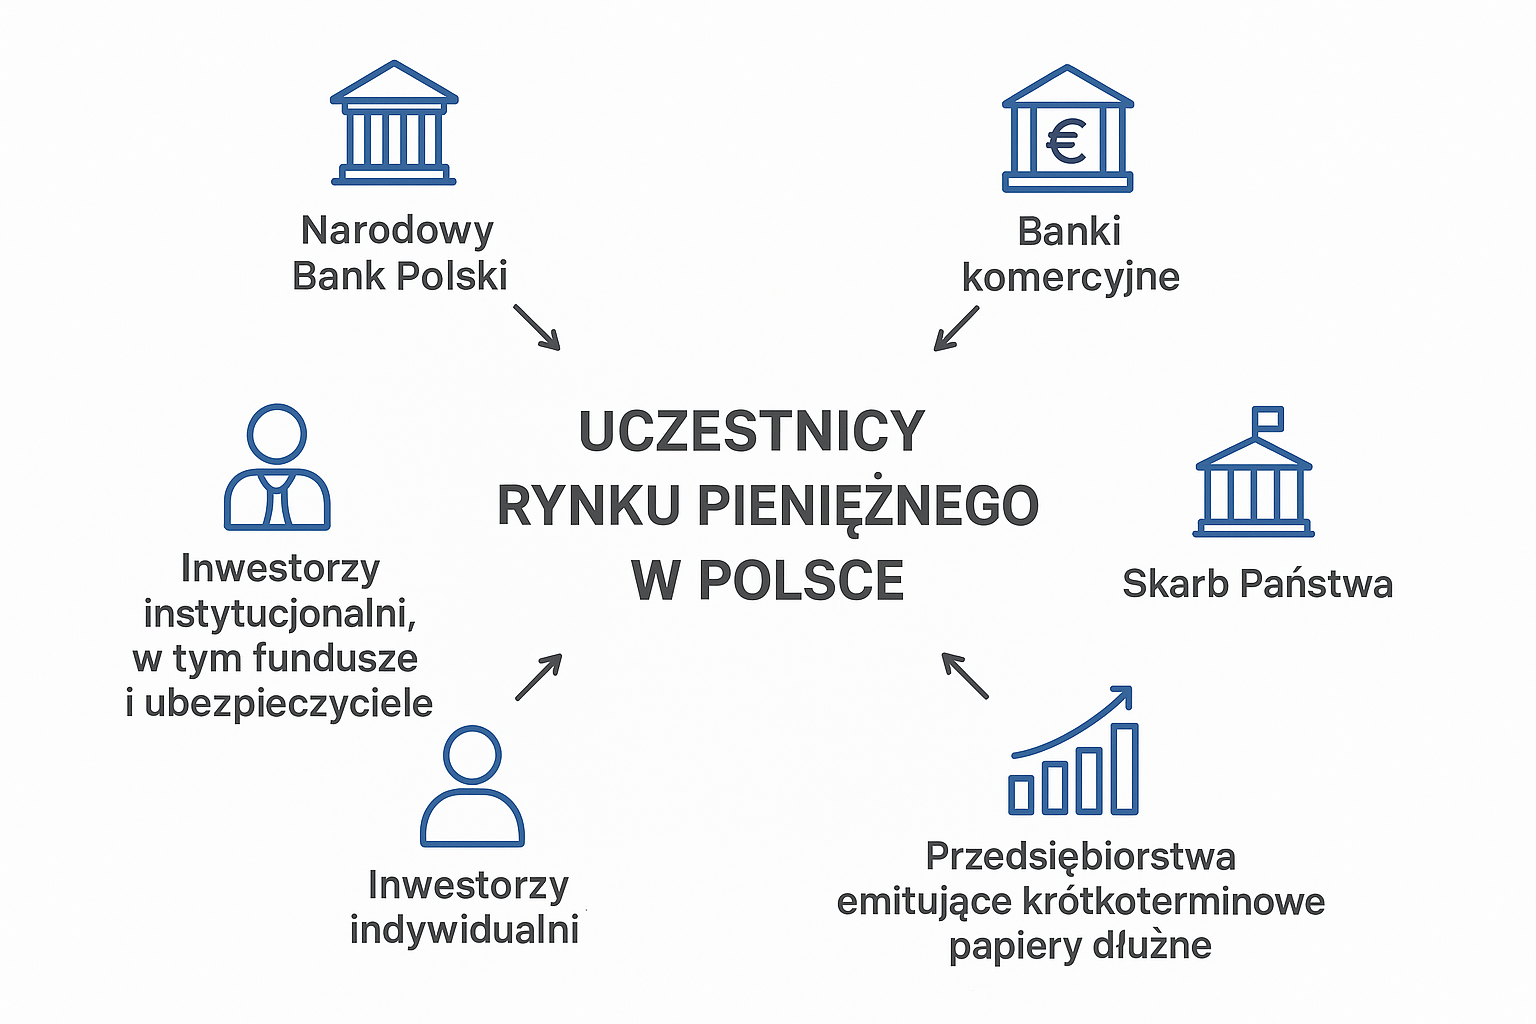 Narodowy
Bank Polski
€
Banki
komercyjne
UCZESTNICY
RYNKU PIENIĘŻNEGO
W POLSCE
Inwestorzy
instytucjonalni,
w tym fundusze
i ubezpieczyciele
Skarb Państwa
Inwestorzy
indywidualni
Przedsiębiorstwa
emitujące krótkoterminowe
papiery dłużne